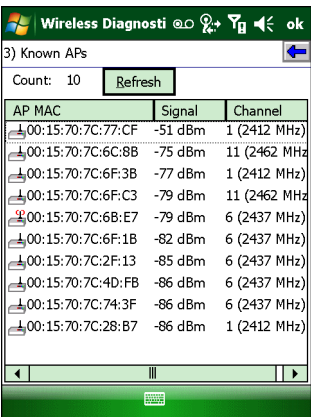 Wireless Diagnosti ok
3) Known APs
Count: 10 Refresh
AP MAC Signal Channel
00:15:70:7C:77:CF -51 dBm 1 (2412 MHz)
00:15:70:7C:6C:8B -75 dBm 11 (2462 MHz
00:15:70:7C:6F:3B -77 dBm 1 (2412 MHz)
00:15:70:7C:6F:C3 -79 dBm 11 (2462 MHz
00:15:70:7C:6B:E7 -79 dBm 6 (2437 MHz)
00:15:70:7C:6F:1B -82 dBm 6 (2437 MHz)
00:15:70:7C:2F:13 -85 dBm 6 (2437 MHz)
00:15:70:7C:4D:FB -86 dBm 6 (2437 MHz)
00:15:70:7C:74:3F -86 dBm 6 (2437 MHz)
00:15:70:7C:28:B7 -86 dBm 1 (2412 MHz)